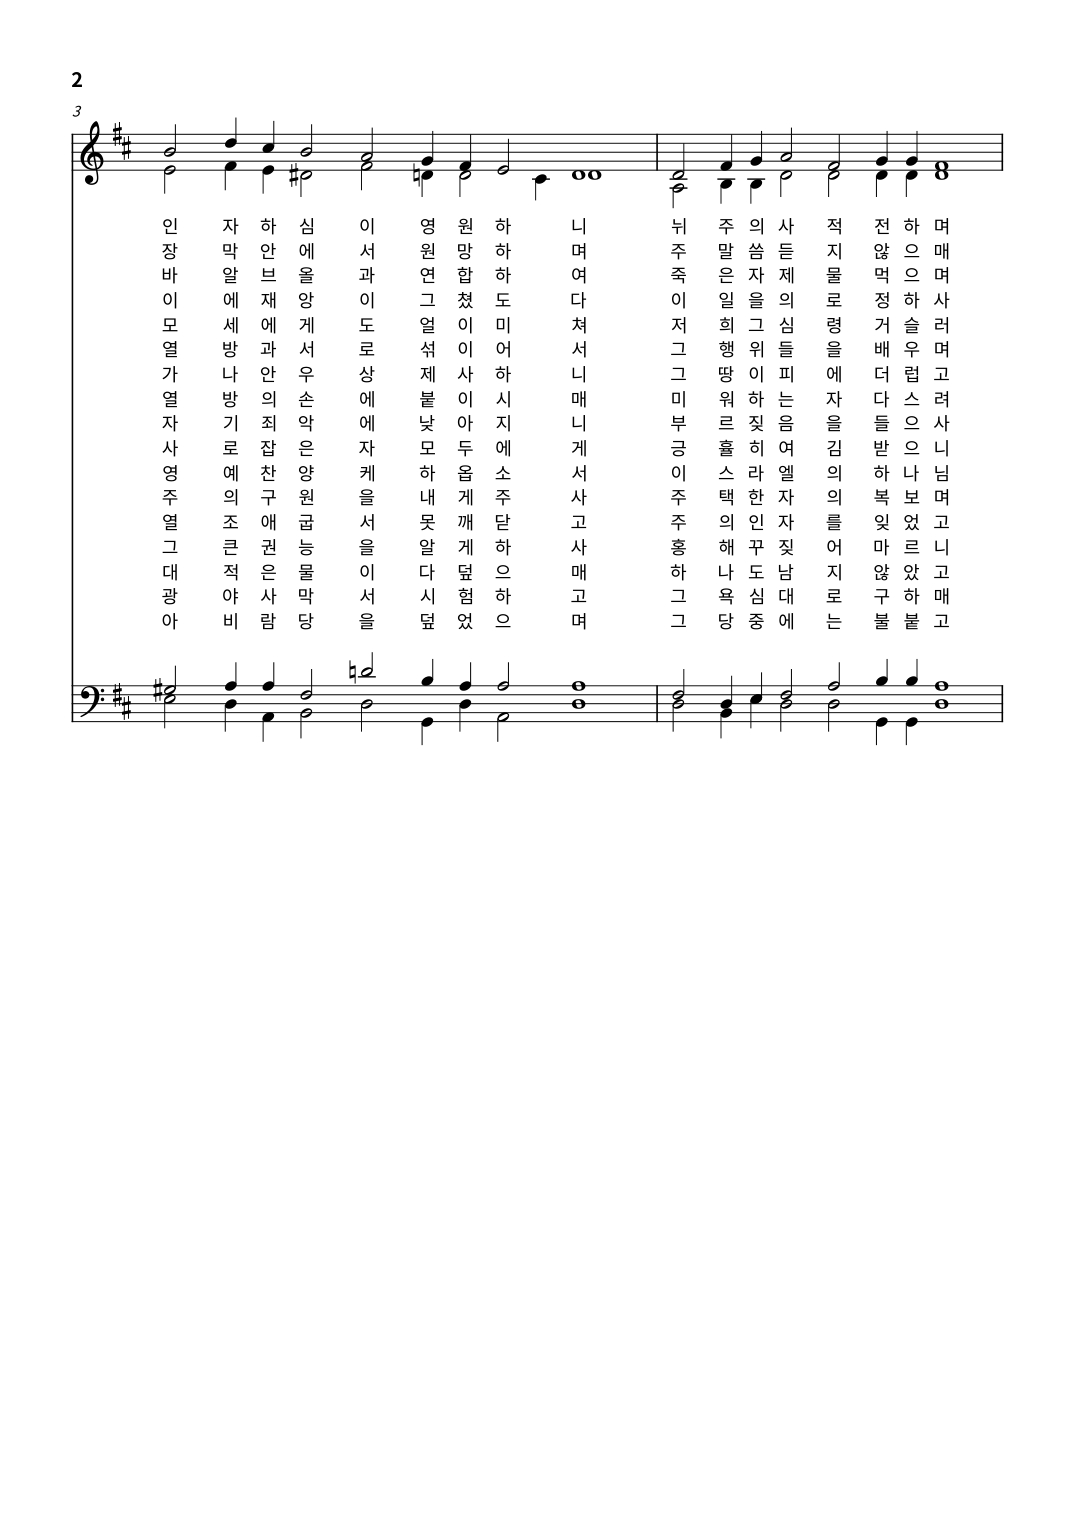 2
3
인 자 하 심 이 영 원 하 니 뉘 주 의 사 적 전 하 며
장 막 안 에 서 원 망 하 며 주 말 씀 듣 지 않 으 매
바 알 브 올 과 연 합 하 여 죽 은 자 제 물 먹 으 며
이 에 재 앙 이 그 쳤 도 다 이 일 을 의 로 정 하 사
모 세 에 게 도 얼 이 미 쳐 저 희 그 심 령 거 슬 러
열 방 과 서 로 섞 이 어 서 그 행 위 들 을 배 우 며
가 나 안 우 상 제 사 하 니 그 땅 이 피 에 더 럽 고
열 방 의 손 에 붙 이 시 매 미 워 하 는 자 다 스 려
자 기 죄 악 에 낮 아 지 니 부 르 짖 음 을 들 으 사
사 로 잡 은 자 모 두 에 게 긍 휼 히 여 김 받 으 니
영 예 찬 양 케 하 옵 소 서 이 스 라 엘 의 하 나 님
주 의 구 원 을 내 게 주 사 주 택 한 자 의 복 보 며
열 조 애 굽 서 못 깨 닫 고 주 의 인 자 를 잊 었 고
그 큰 권 능 을 알 게 하 사 홍 해 꾸 짖 어 마 르 니
대 적 은 물 이 다 덮 으 매 하 나 도 남 지 않 았 고
광 야 사 막 서 시 험 하 고 그 욕 심 대 로 구 하 매
아 비 람 당 을 덮 었 으 며 그 당 중 에 는 불 붙 고